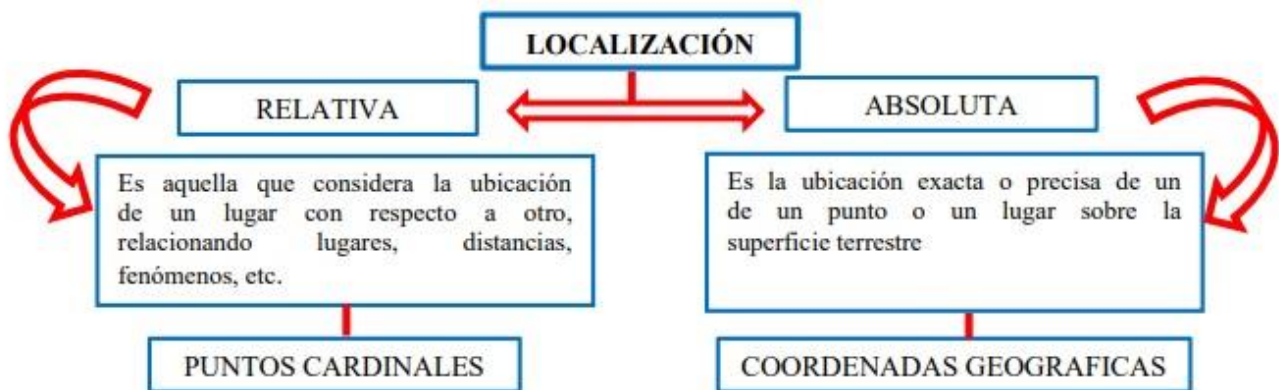 LOCALIZACIÓN
RELATIVA
Es aquella que considera la ubicación
de un lugar con respecto a otro,
relacionando lugares, distancias,
fenómenos, etc.
PUNTOS CARDINALES
ABSOLUTA
Es la ubicación exacta o precisa de un
de un punto o un lugar sobre la
superficie terrestre
COORDENADAS GEOGRAFICAS